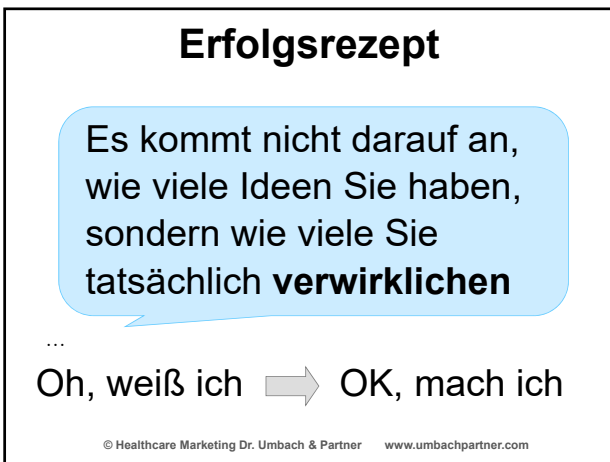 Erfolgsrezept
Es kommt nicht darauf an,
wie viele Ideen Sie haben,
sondern wie viele Sie
tatsächlich verwirklichen
…
Oh, weiß ich OK, mach ich
© Healthcare Marketing Dr. Umbach & Partner www.umbachpartner.com